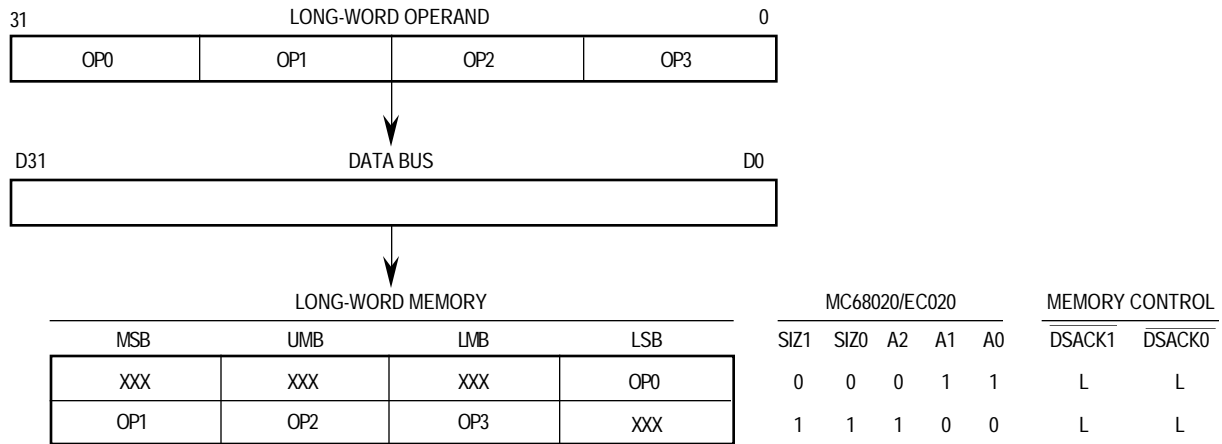 31 LONG-WORD OPERAND 0
OP0 OP1 OP2 OP3
D31 DATA BUS D0
LONG-WORD MEMORY MC68020/EC020 MEMORY CONTROL
MSB UMB LMB LSB SIZ1 SIZ0 A2 A1 A0 DSACK1 DSACK0
XXX XXX XXX OP0 0 0 0 1 1 L L
OP1 OP2 OP3 XXX 1 1 1 0 0 L L